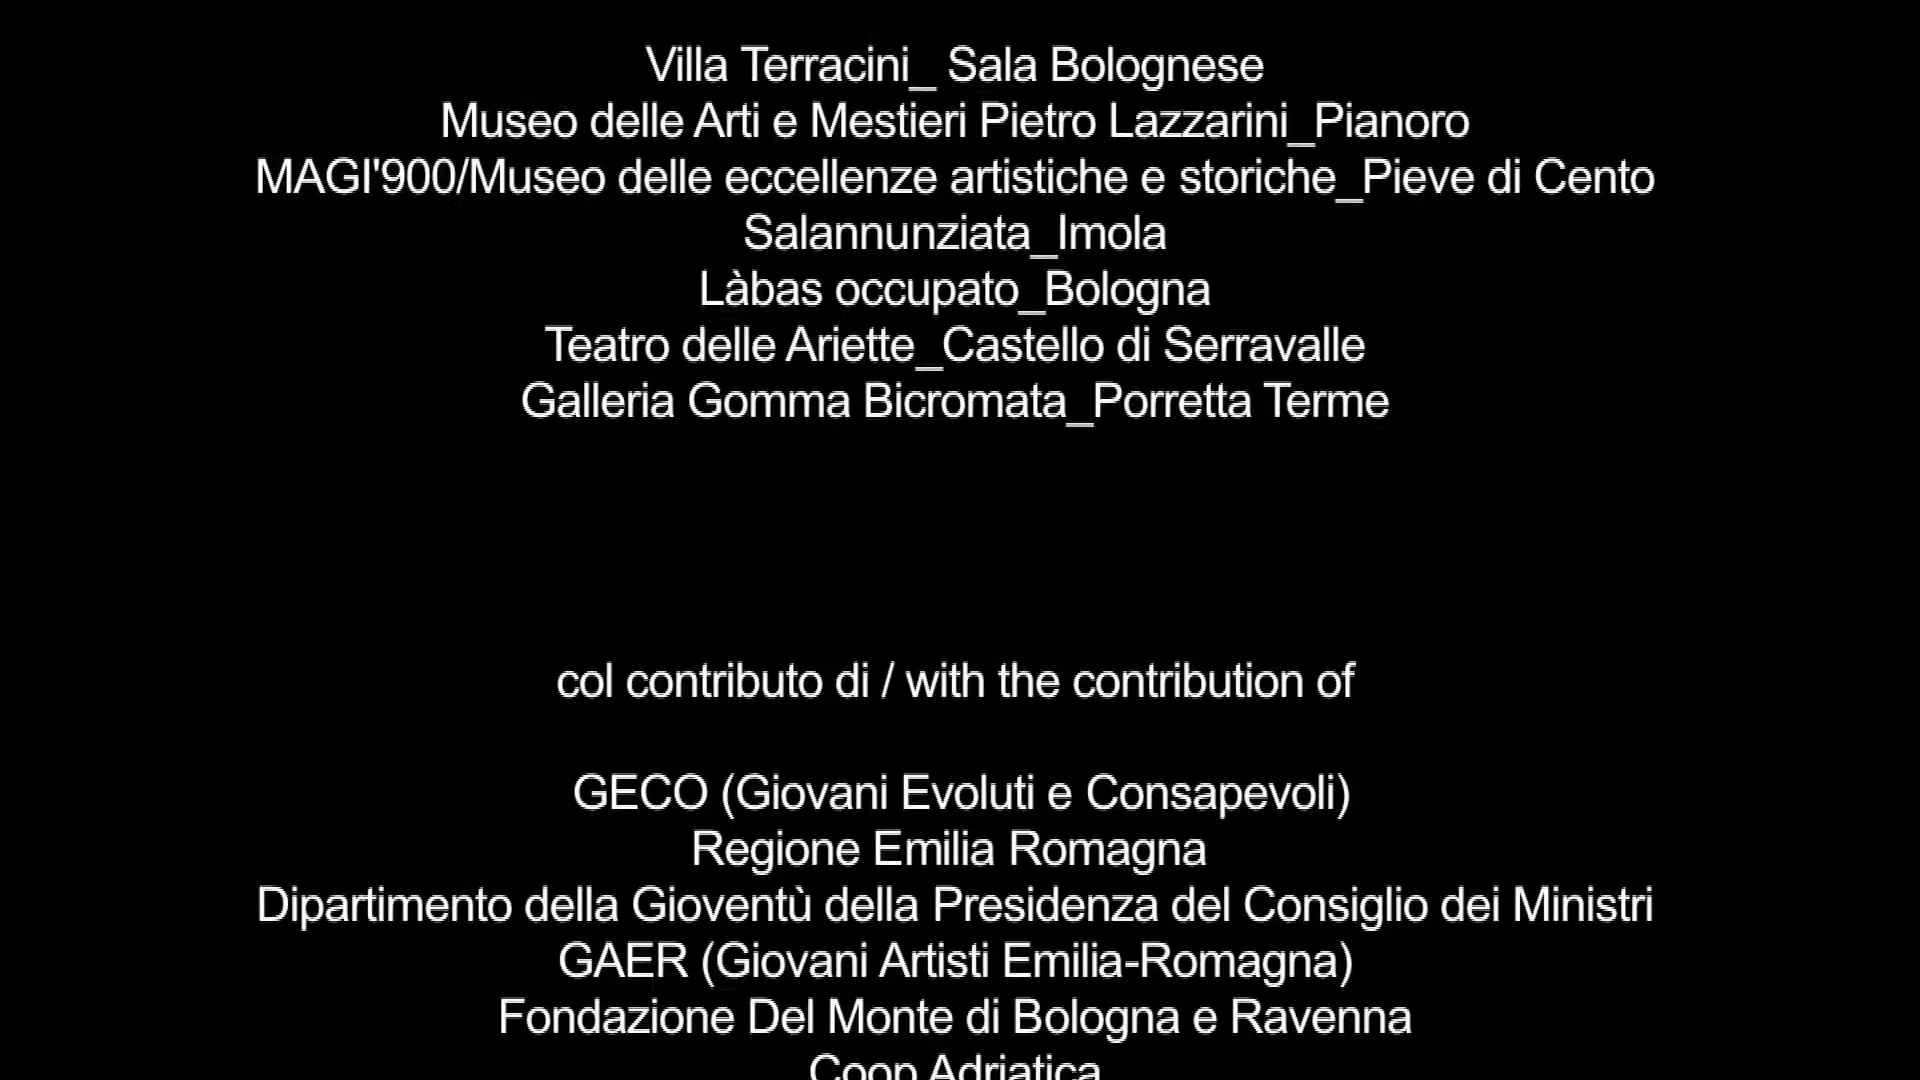 Villa Terracini_ Sala Bolognese
Museo delle Arti e Mestieri Pietro Lazzarini_Pianoro
MAGI'900/Museo delle eccellenze artistiche e storiche_Pieve di Cento
Salannunziata_Imola
Làbas occupato_Bologna
Teatro delle Ariette_Castello di Serravalle
Galleria Gomma Bicromata_Porretta Terme
col contributo di / with the contribution of
GECO (Giovani Evoluti e Consapevoli)
Regione Emilia Romagna
Dipartimento della Gioventù della Presidenza del Consiglio dei Ministri
GAER (Giovani Artisti Emilia-Romagna)
Fondazione Del Monte di Bologna e Ravenna
Coop Adriatica